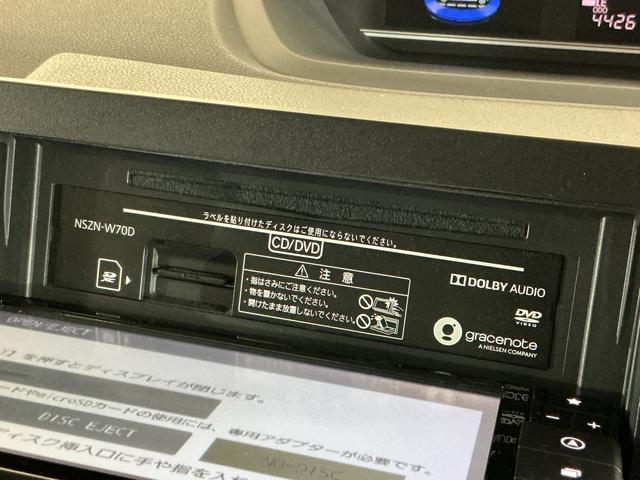 4426
NSZN-W70D
ラベルを貼り付けたディスクはご使用にならないでください。
CD/DVD
注 意
・指はさみにご注意ください。
・物を置かないでください。
・開けたまま放置しないでください。
DOLBY AUDIO
DVD
VIDEO
gracenote
A NIELSEN COMPANY
OPEN/EJECT
を押すとディスプレイが閉じます。
ードやmicroSDカードの使用には、専用アダプターが必要です。
DISC EJECT
NO-DISC
ディスク挿入口に手や指を入れ